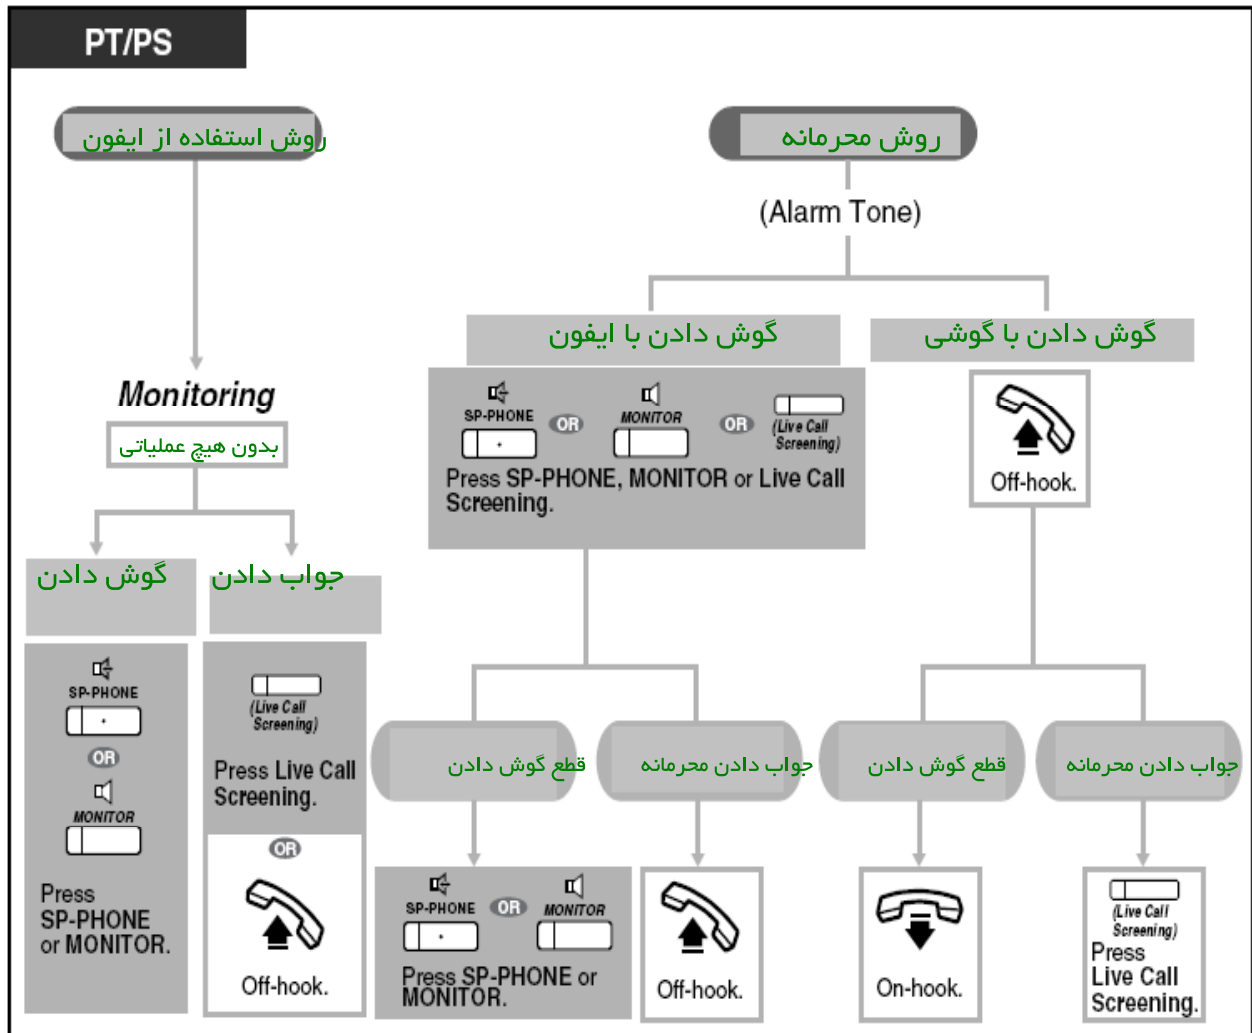 PT/PS
روش استفاده از ایفون
روش محرمانه
(Alarm Tone)
گوش دادن با ایفون
گوش دادن با گوشی
Monitoring
بدون هیچ عملیاتی
SP-PHONE
OR
MONITOR
OR
(Live Call
Screening)
Press SP-PHONE, MONITOR or Live Call
Screening.
Off-hook.
گوش دادن
جواب دادن
SP-PHONE
OR
MONITOR
Press
SP-PHONE
or MONITOR.
(Live Call
Screening)
Press Live Call
Screening.
OR
Off-hook.
قطع گوش دادن
جواب دادن محرمانه
قطع گوش دادن
جواب دادن محرمانه
SP-PHONE
OR
MONITOR
Press SP-PHONE or
MONITOR.
Off-hook.
On-hook.
(Live Call
Screening)
Press
Live Call
Screening.